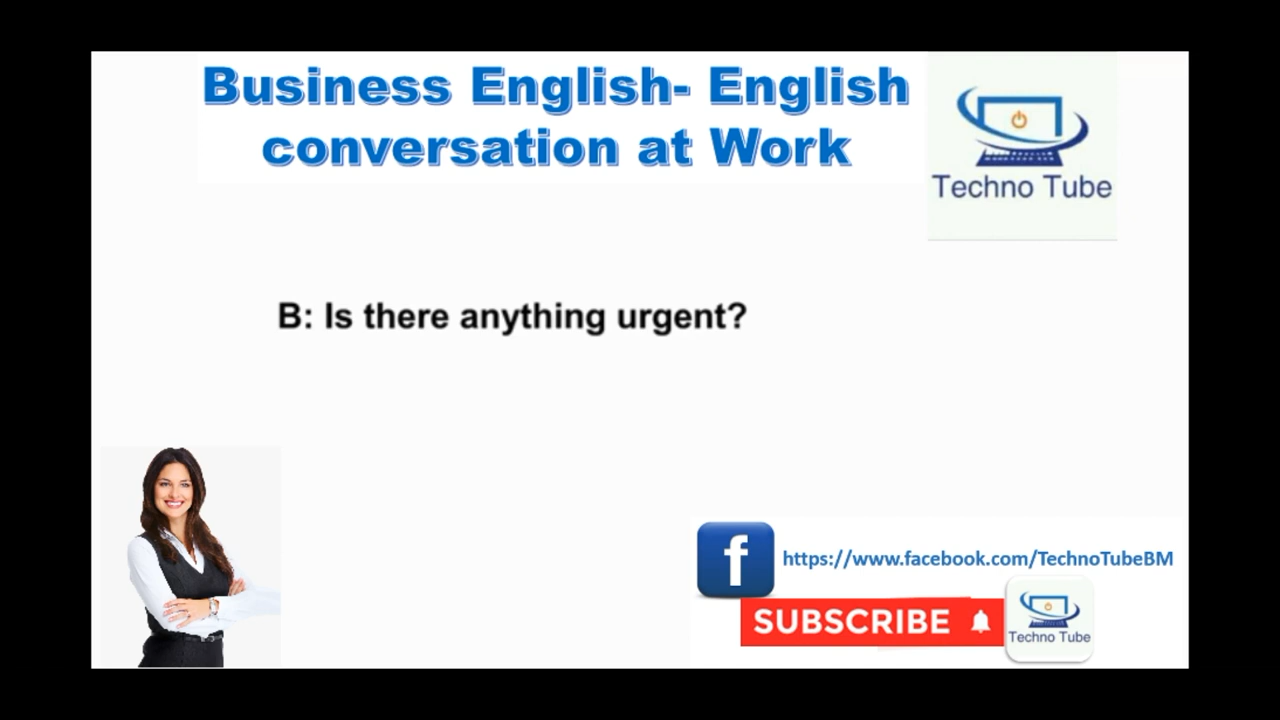 Business English- English
conversation at Work
Techno Tube
B: Is there anything urgent?
f
https://www.facebook.com/TechnoTubeBM
SUBSCRIBE
Techno Tube